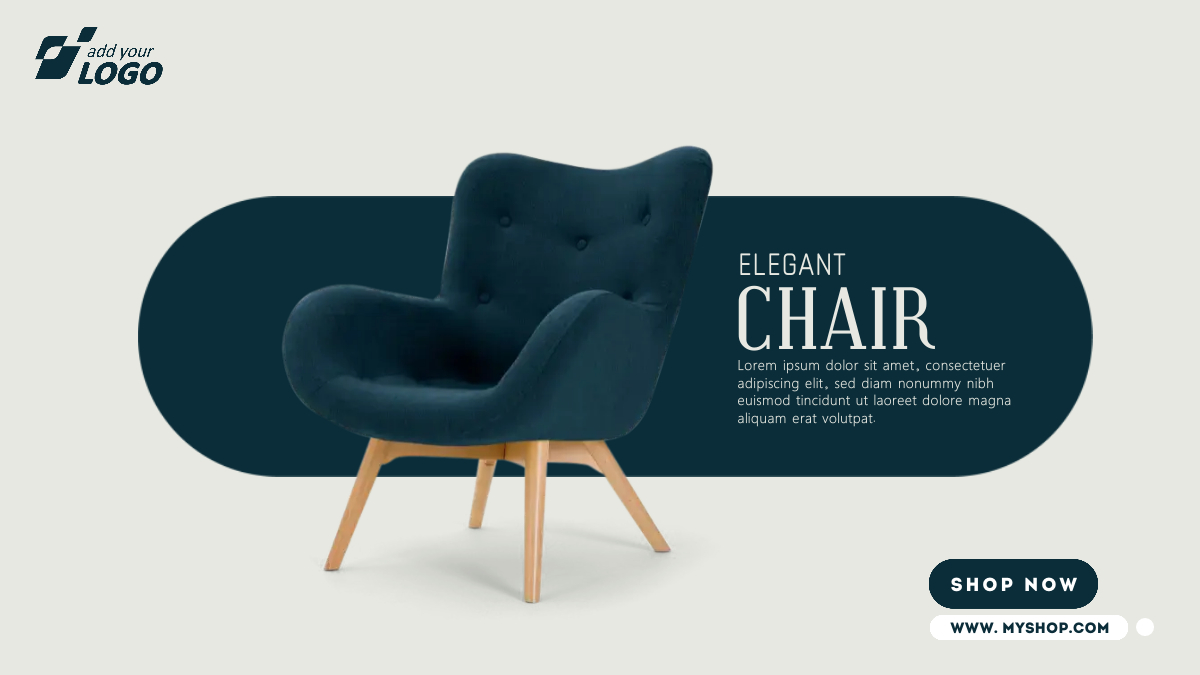 add your
LOGO
ELEGANT
CHAIR
Lorem ipsum dolor sit amet, consectetuer
adipiscing elit, sed diam nonummy nibh
euismod tincidunt ut laoreet dolore magna
aliquam erat volutpat.
SHOP NOW
WWW. MYSHOP.COM